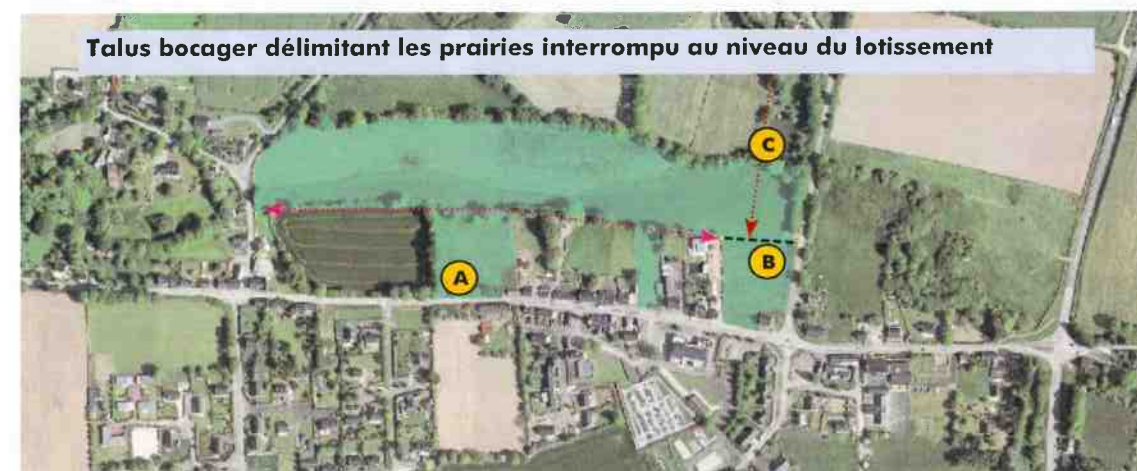 Talus bocager délimitant les prairies interrompu au niveau du lotissement
C
B
A